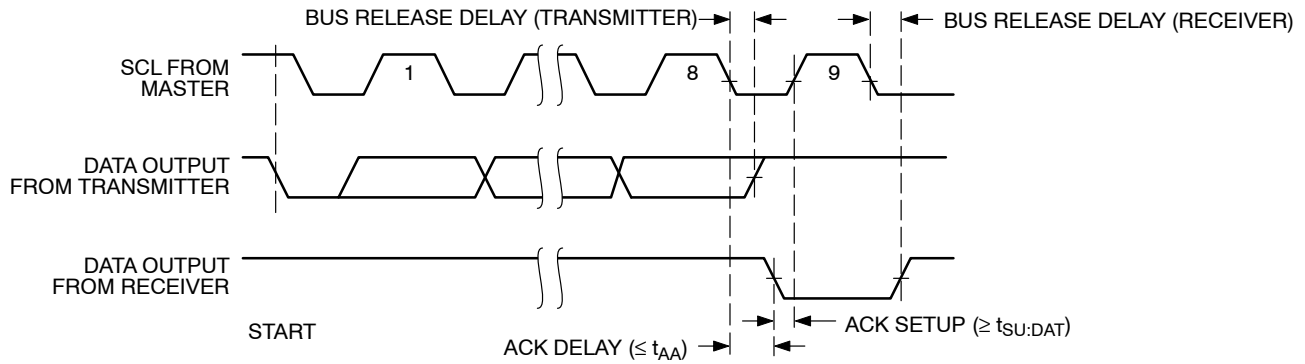 BUS RELEASE DELAY (TRANSMITTER)
BUS RELEASE DELAY (RECEIVER)
SCL FROM
MASTER
1
8
9
DATA OUTPUT
FROM TRANSMITTER
DATA OUTPUT
FROM RECEIVER
START
ACK SETUP (≥ tSU:DAT)
ACK DELAY (≤ tAA)